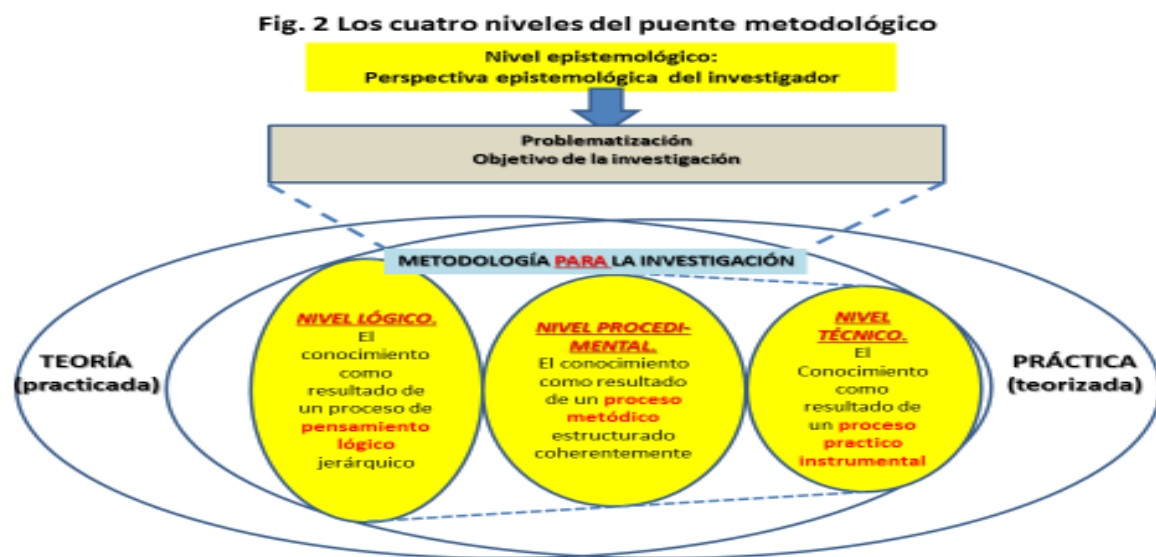 Fig. 2 Los cuatro niveles del puente metodológico
Nivel epistemológico:
Perspectiva epistemológica del investigador
Problematización
Objetivo de la investigación
METODOLOGÍA PARA LA INVESTIGACIÓN
TEORÍA
(practicada)
NIVEL LÓGICO.
El
conocimiento
como
resultado de
un proceso de
pensamiento
lógico
jerárquico
NIVEL PROCEDI-
MENTAL.
El conocimiento
como resultado
de un proceso
metódico
estructurado
coherentemente
NIVEL
TÉCNICO.
El
Conocimiento
como
resultado de
un proceso
practico
instrumental
PRÁCTICA
(teorizada)